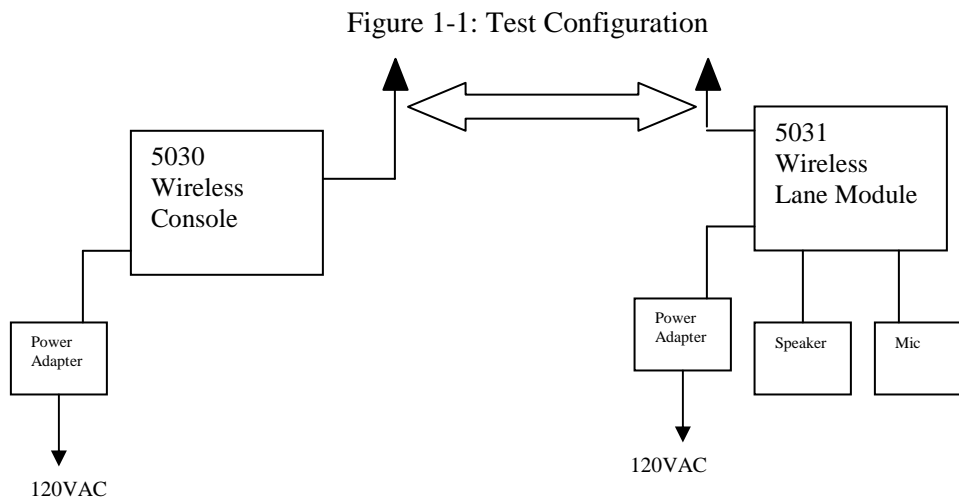 Figure 1-1: Test Configuration
5030
Wireless
Console
5031
Wireless
Lane Module
Power
Adapter
Power
Adapter
Speaker
Mic
120VAC
120VAC